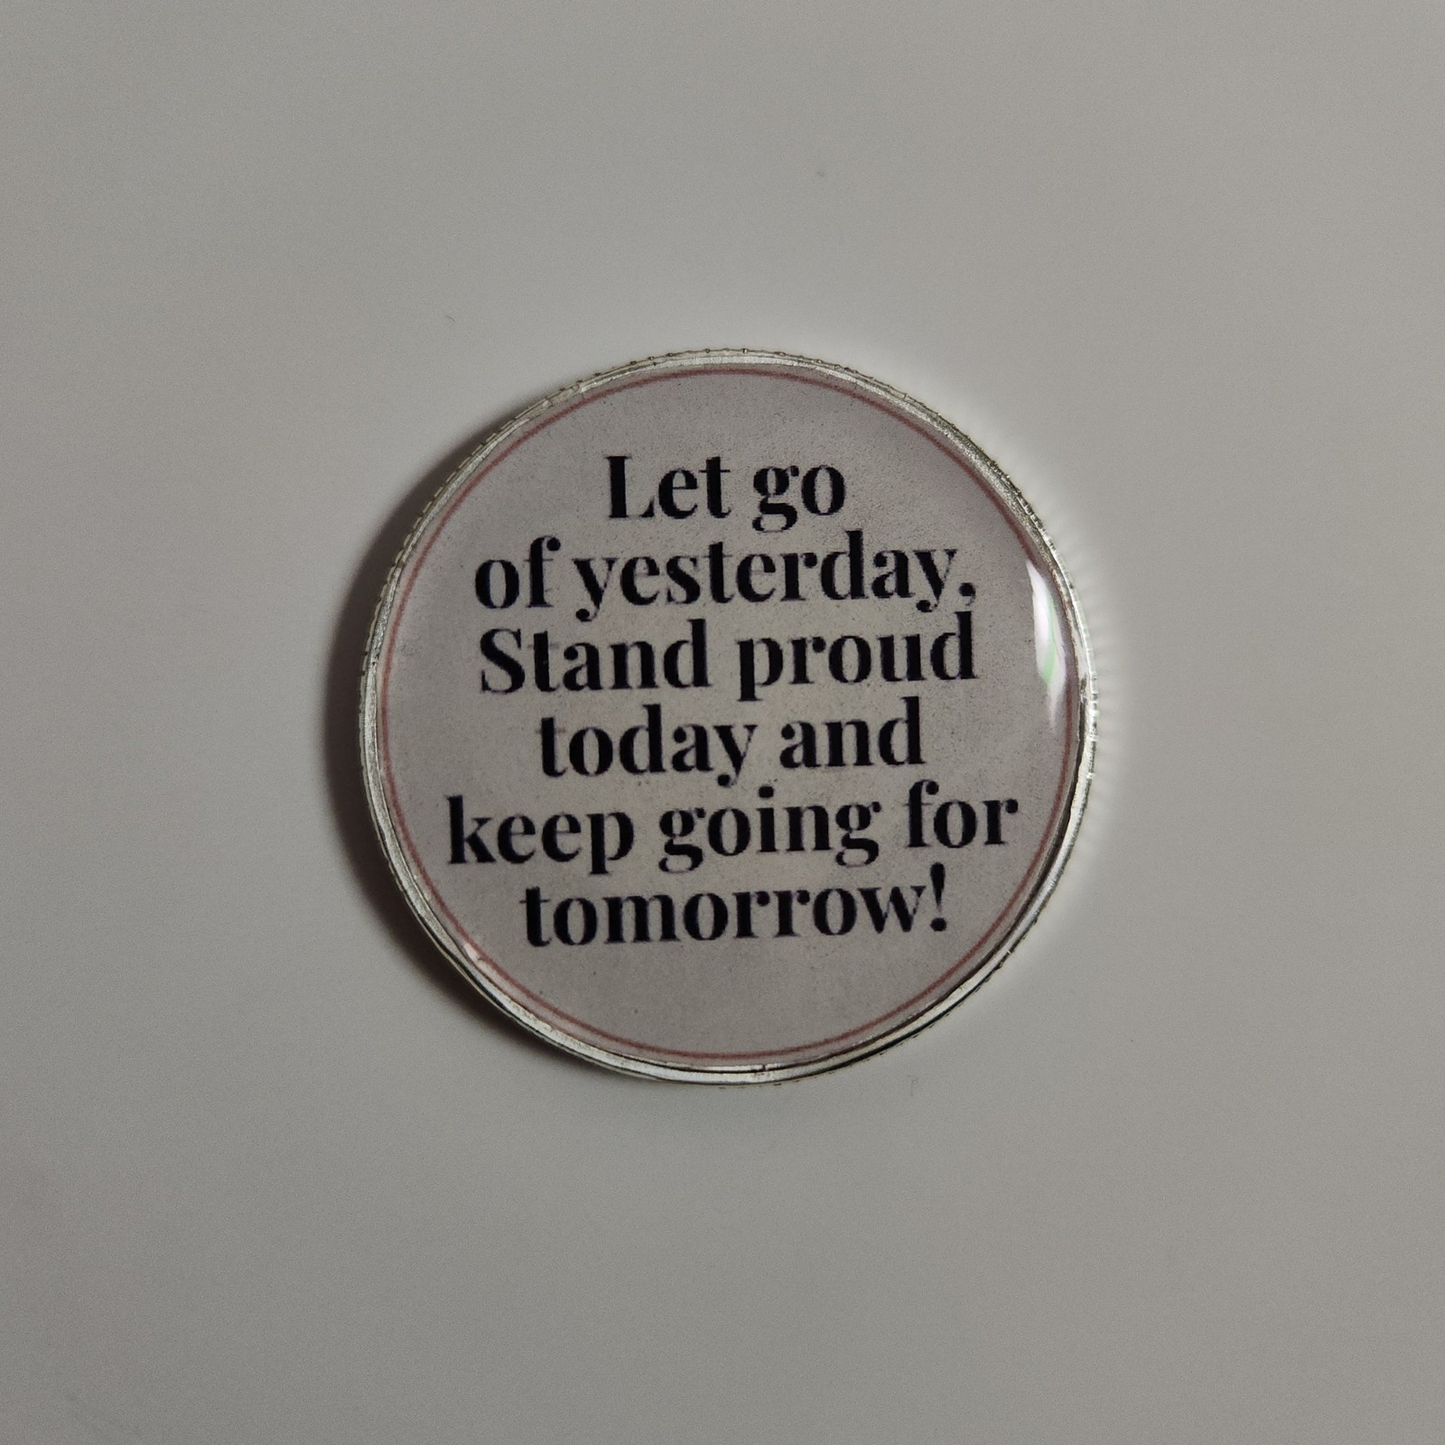 Let go
of yesterday,
Stand proud
today and
keep going for
tomorrow!